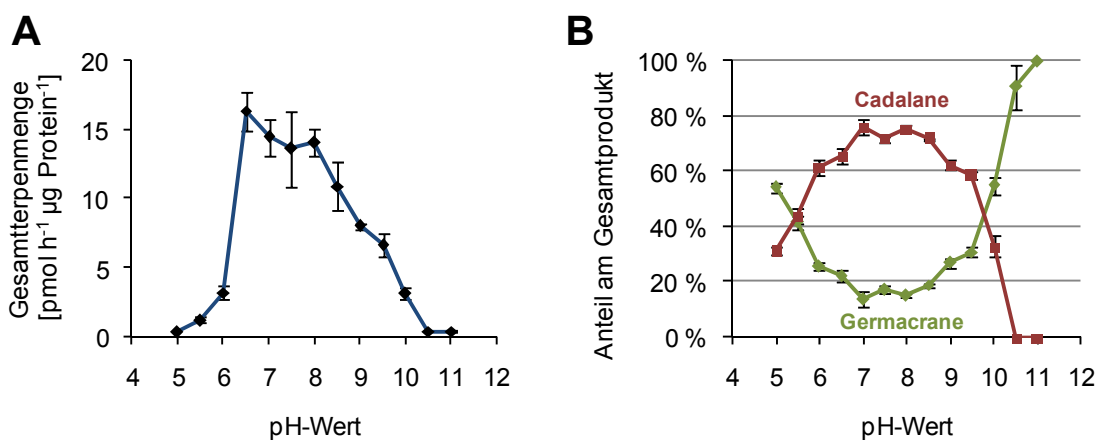 A
Gesamtterpenmenge
[pmol h⁻¹ µg Protein⁻¹]
20
15
10
5
0
4 5 6 7 8 9 10 11 12
pH-Wert
B
Anteil am Gesamtprodukt
100 %
80 %
60 %
40 %
20 %
0 %
Cadalane
Germacrane
4 5 6 7 8 9 10 11 12
pH-Wert